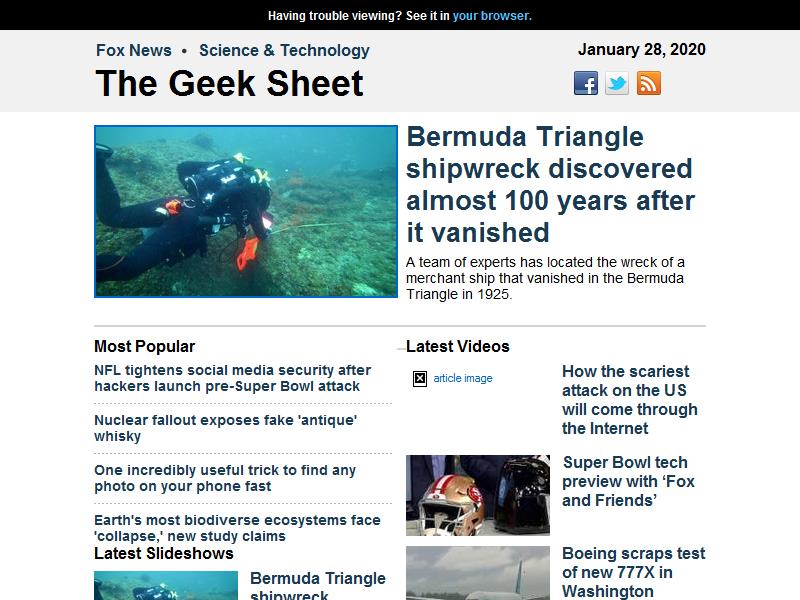 Having trouble viewing? See it in your browser.
Fox News • Science & Technology
January 28, 2020
The Geek Sheet
Bermuda Triangle
shipwreck discovered
almost 100 years after
it vanished
A team of experts has located the wreck of a
merchant ship that vanished in the Bermuda
Triangle in 1925.
Most Popular
NFL tightens social media security after
hackers launch pre-Super Bowl attack
Nuclear fallout exposes fake 'antique'
whisky
One incredibly useful trick to find any
photo on your phone fast
Earth's most biodiverse ecosystems face
'collapse,' new study claims
Latest Slideshows
Bermuda Triangle
shipwreck
Latest Videos
article image
How the scariest
attack on the US
will come through
the Internet
Super Bowl tech
preview with ‘Fox
and Friends’
Boeing scraps test
of new 777X in
Washington